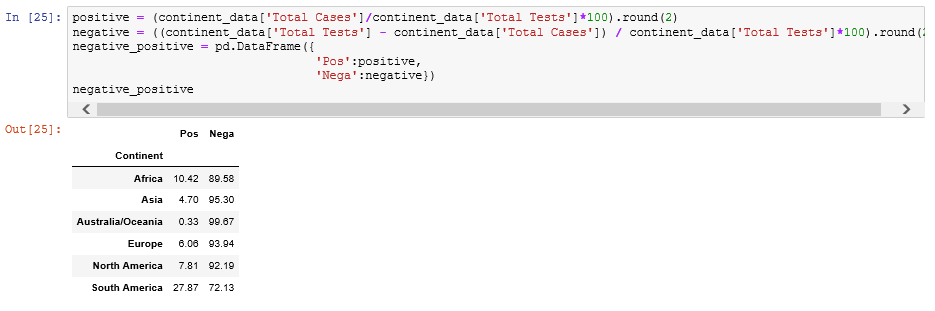 In [25]: positive = (continent_data['Total Cases']/continent_data['Total Tests']*100).round(2)
negative = ((continent_data['Total Tests'] - continent_data['Total Cases']) / continent_data['Total Tests']*100).round(
negative_positive = pd.DataFrame({
'Pos':positive,
'Nega':negative})
negative_positive
Out[25]:
Pos Nega
Continent
Africa 10.42 89.58
Asia 4.70 95.30
Australia/Oceania 0.33 99.67
Europe 6.06 93.94
North America 7.81 92.19
South America 27.87 72.13